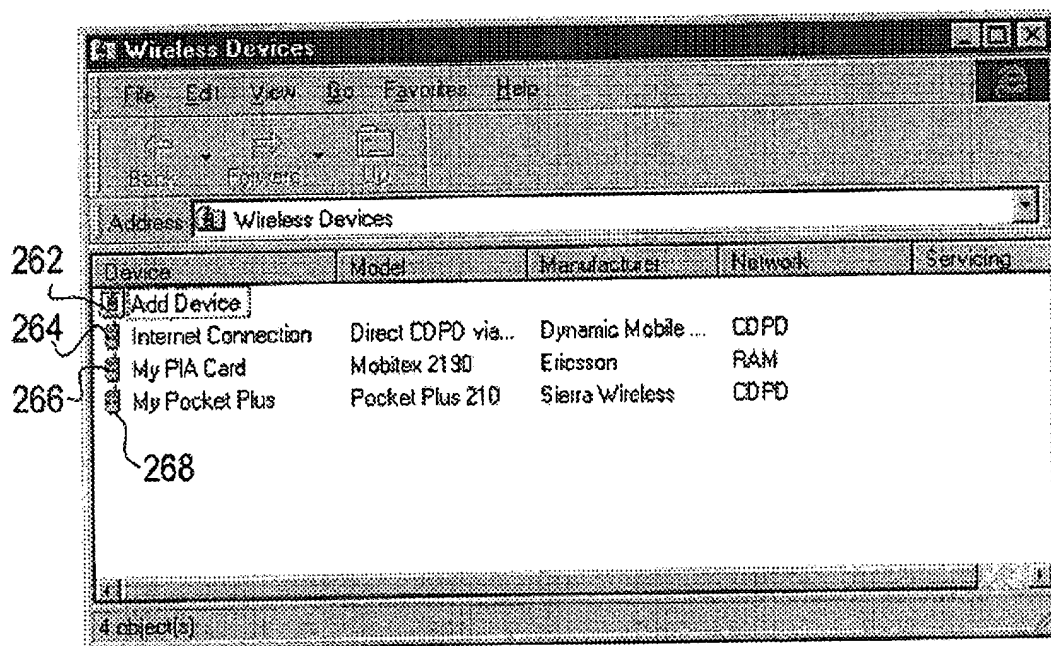 Wireless Devices
File Edit View Go Favorites Help
Back Forward Up
Address Wireless Devices
Device Model Manufacturer Network Servicing
262
Add Device
264
Internet Connection Direct CDPD via... Dynamic Mobile ... CDPD
266
My PIA Card Mobitex 2190 Ericsson RAM
My Pocket Plus Pocket Plus 210 Sierra Wireless CDPD
268
4 object(s)